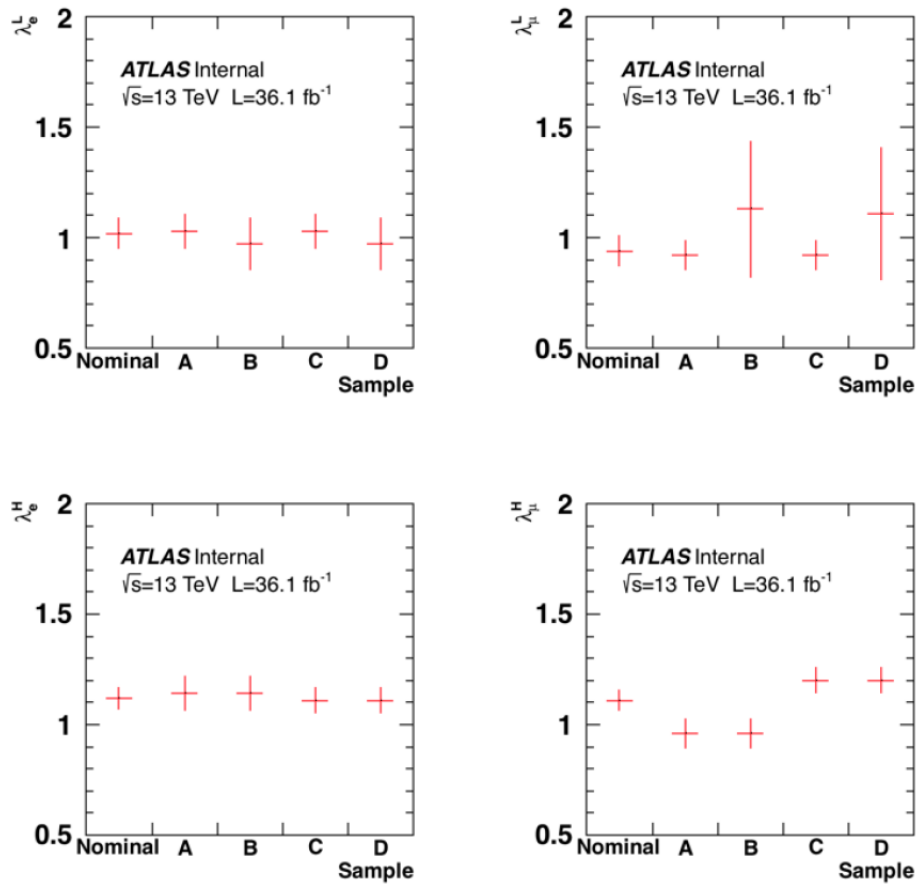 λ_e^L
2
ATLAS Internal
√s=13 TeV L=36.1 fb⁻¹
1.5
1
0.5
Nominal A B C D
Sample
λ_μ^L
2
ATLAS Internal
√s=13 TeV L=36.1 fb⁻¹
1.5
1
0.5
Nominal A B C D
Sample
λ_e^H
2
ATLAS Internal
√s=13 TeV L=36.1 fb⁻¹
1.5
1
0.5
Nominal A B C D
Sample
λ_μ^H
2
ATLAS Internal
√s=13 TeV L=36.1 fb⁻¹
1.5
1
0.5
Nominal A B C D
Sample